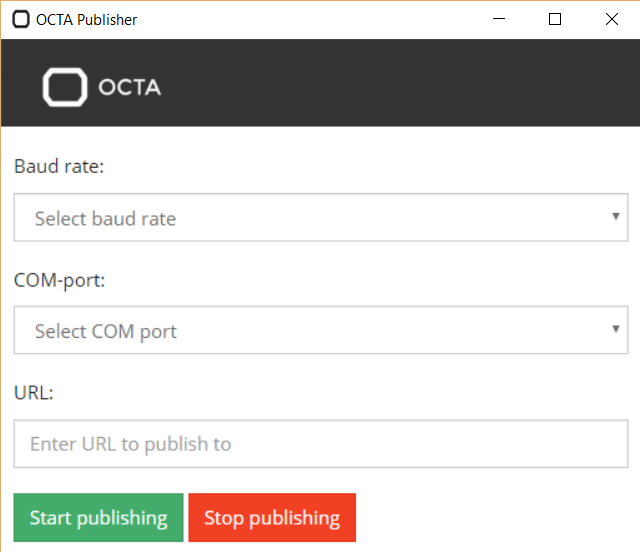 OCTA Publisher
OCTA
Baud rate:
Select baud rate
COM-port:
Select COM port
URL:
Enter URL to publish to
Start publishing Stop publishing